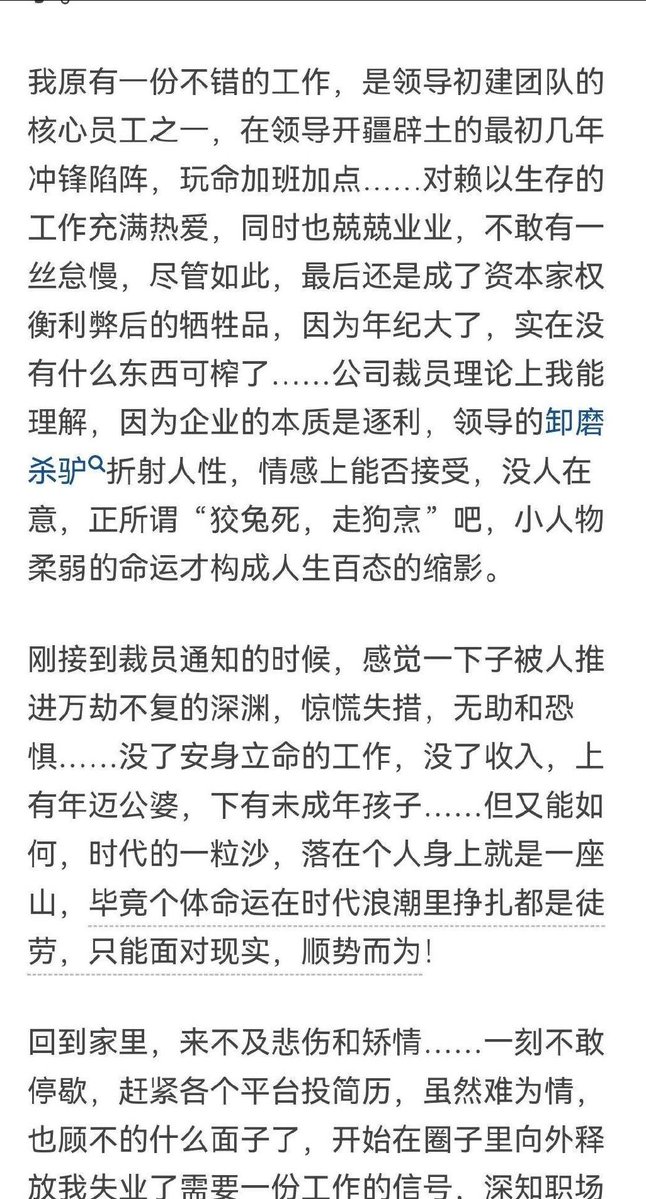 我原有一份不错的工作，是领导初建团队的
核心员工之一，在领导开疆辟土的最初几年
冲锋陷阵，玩命加班加点……对赖以生存的
工作充满热爱，同时也兢兢业业，不敢有一
丝怠慢，尽管如此，最后还是成了资本家权
衡利弊后的牺牲品，因为年纪大了，实在没
有什么东西可榨了……公司裁员理论上我能
理解，因为企业的本质是逐利，领导的卸磨
杀驴折射人性，情感上能否接受，没人在
意，正所谓“狡兔死，走狗烹”吧，小人物
柔弱的命运才构成人生百态的缩影。
刚接到裁员通知的时候，感觉一下子被人推
进万劫不复的深渊，惊慌失措，无助和恐
惧……没了安身立命的工作，没了收入，上
有年迈公婆，下有未成年孩子……但又能如
何，时代的一粒沙，落在个人身上就是一座
山，毕竟个体命运在时代浪潮里挣扎都是徒
劳，只能面对现实，顺势而为！
回到家里，来不及悲伤和矫情……一刻不敢
停歇，赶紧各个平台投简历，虽然难为情，
也顾不的什么面子了，开始在圈子里向外释
放我失业了需要一份工作的信号，深知职场